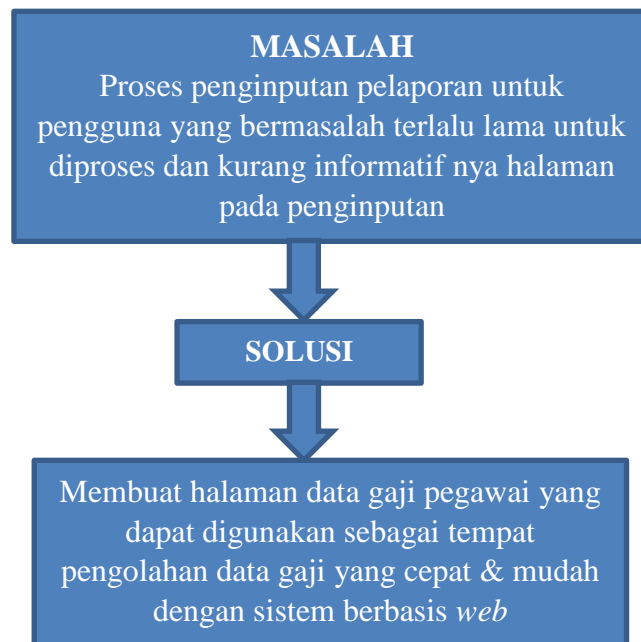 MASALAH
Proses penginputan pelaporan untuk
pengguna yang bermasalah terlalu lama untuk
diproses dan kurang informatif nya halaman
pada penginputan
SOLUSI
Membuat halaman data gaji pegawai yang
dapat digunakan sebagai tempat
pengolahan data gaji yang cepat & mudah
dengan sistem berbasis web